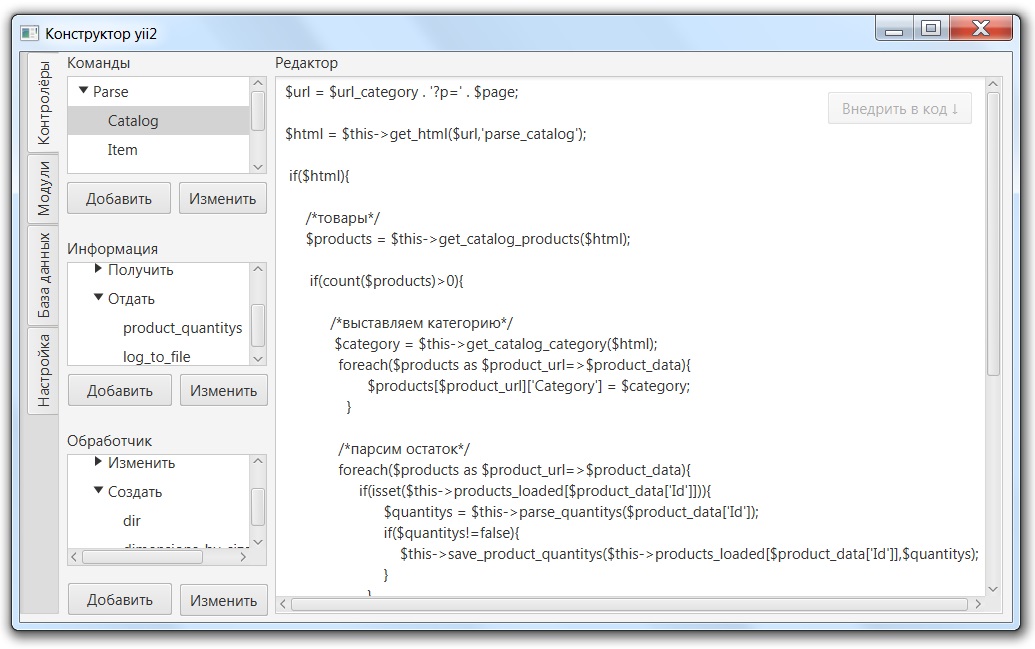 Конструктор yii2
Контролёры
Модули
База данных
Настройка
Команды
Parse
Catalog
Item
Добавить
Изменить
Информация
Получить
Отдать
product_quantitys
log_to_file
Добавить
Изменить
Обработчик
Изменить
Создать
dir
Добавить
Изменить
Редактор
Внедрить в код ↓
$url = $url_category . '?p=' . $page;
$html = $this->get_html($url,'parse_catalog');
if($html){
/*товары*/
$products = $this->get_catalog_products($html);
if(count($products)>0){
/*выставляем категорию*/
$category = $this->get_catalog_category($html);
foreach($products as $product_url=>$product_data){
$products[$product_url]['Category'] = $category;
}
/*парсим остаток*/
foreach($products as $product_url=>$product_data){
if(isset($this->products_loaded[$product_data['Id']])){
$quantitys = $this->parse_quantitys($product_data['Id']);
if($quantitys!=false){
$this->save_product_quantitys($this->products_loaded[$product_data['Id']],$quantitys);
}
}